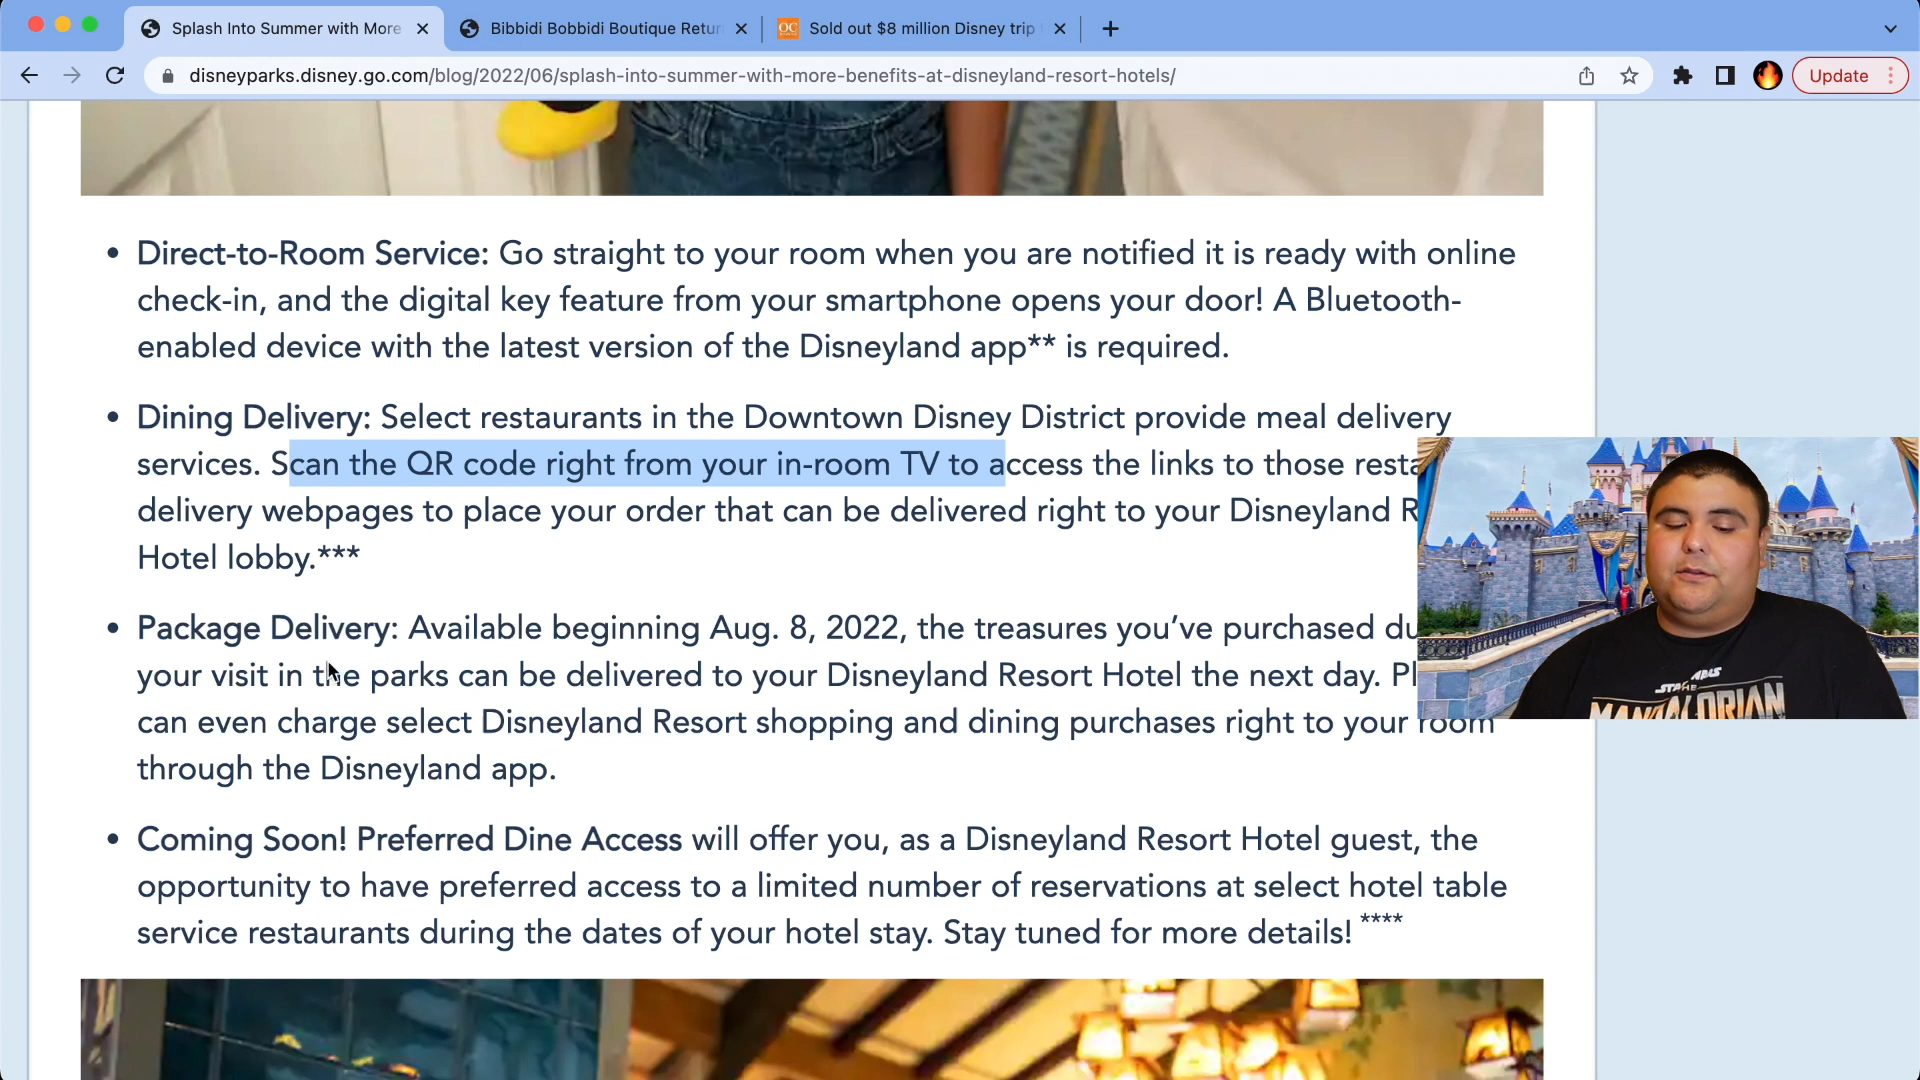 Splash Into Summer with More
Bibbidi Bobbidi Boutique Retur
OC
Sold out $8 million Disney trip
disneyparks.disney.go.com/blog/2022/06/splash-into-summer-with-more-benefits-at-disneyland-resort-hotels/
Update
• Direct-to-Room Service: Go straight to your room when you are notified it is ready with online
check-in, and the digital key feature from your smartphone opens your door! A Bluetooth-
enabled device with the latest version of the Disneyland app** is required.
• Dining Delivery: Select restaurants in the Downtown Disney District provide meal delivery
services. Scan the QR code right from your in-room TV to access the links to those resta
delivery webpages to place your order that can be delivered right to your Disneyland R
Hotel lobby.***
• Package Delivery: Available beginning Aug. 8, 2022, the treasures you’ve purchased du
your visit in the parks can be delivered to your Disneyland Resort Hotel the next day. Pl
can even charge select Disneyland Resort shopping and dining purchases right to your room
through the Disneyland app.
• Coming Soon! Preferred Dine Access will offer you, as a Disneyland Resort Hotel guest, the
opportunity to have preferred access to a limited number of reservations at select hotel table
service restaurants during the dates of your hotel stay. Stay tuned for more details! ****
STAR WARS
THE
MANDALORIAN